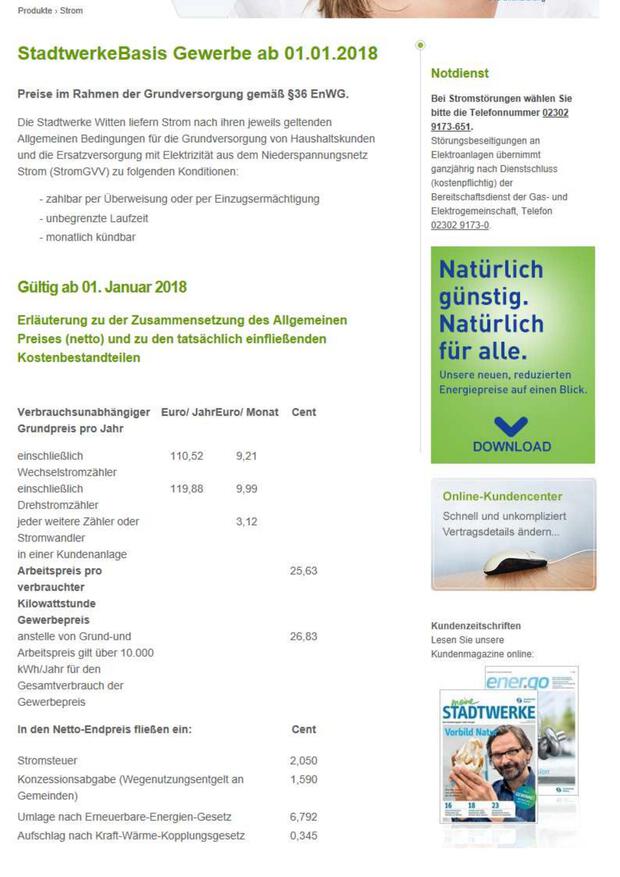 Produkte › Strom
StadtwerkeBasis Gewerbe ab 01.01.2018
Preise im Rahmen der Grundversorgung gemäß §36 EnWG.
Die Stadtwerke Witten liefern Strom nach ihren jeweils geltenden
Allgemeinen Bedingungen für die Grundversorgung von Haushaltskunden
und die Ersatzversorgung mit Elektrizität aus dem Niederspannungsnetz
Strom (StromGVV) zu folgenden Konditionen:
- zahlbar per Überweisung oder per Einzugsermächtigung
- unbegrenzte Laufzeit
- monatlich kündbar
Gültig ab 01. Januar 2018
Erläuterung zu der Zusammensetzung des Allgemeinen
Preises (netto) und zu den tatsächlich einfließenden
Kostenbestandteilen
Verbrauchsunabhängiger Euro/ Jahr Euro/ Monat Cent
Grundpreis pro Jahr
einschließlich 110,52 9,21
Wechselstromzähler
einschließlich 119,88 9,99
Drehstromzähler
jeder weitere Zähler oder 3,12
Stromwandler
in einer Kundenanlage
Arbeitspreis pro 25,63
verbrauchter
Kilowattstunde
Gewerbepreis
anstelle von Grund-und 26,83
Arbeitspreis gilt über 10.000
kWh/Jahr für den
Gesamtverbrauch der
Gewerbepreis
In den Netto-Endpreis fließen ein: Cent
Stromsteuer 2,050
Konzessionsabgabe (Wegenutzungsentgelt an 1,590
Gemeinden)
Umlage nach Erneuerbare-Energien-Gesetz 6,792
Aufschlag nach Kraft-Wärme-Kopplungsgesetz 0,345
Notdienst
Bei Stromstörungen wählen Sie
bitte die Telefonnummer 02302
9173-651.
Störungsbeseitigungen an
Elektroanlagen übernimmt
ganzjährig nach Dienstschluss
(kostenpflichtig) der
Bereitschaftsdienst der Gas- und
Elektrogemeinschaft, Telefon
02302 9173-0.
Natürlich
günstig.
Natürlich
für alle.
Unsere neuen, reduzierten
Energiepreise auf einen Blick.
DOWNLOAD
Online-Kundencenter
Schnell und unkompliziert
Vertragsdetails ändern...
Kundenzeitschriften
Lesen Sie unsere
Kundenmagazine online:
ener.go
meine
STADTWERKE
Vorbild Natur
16 18 23